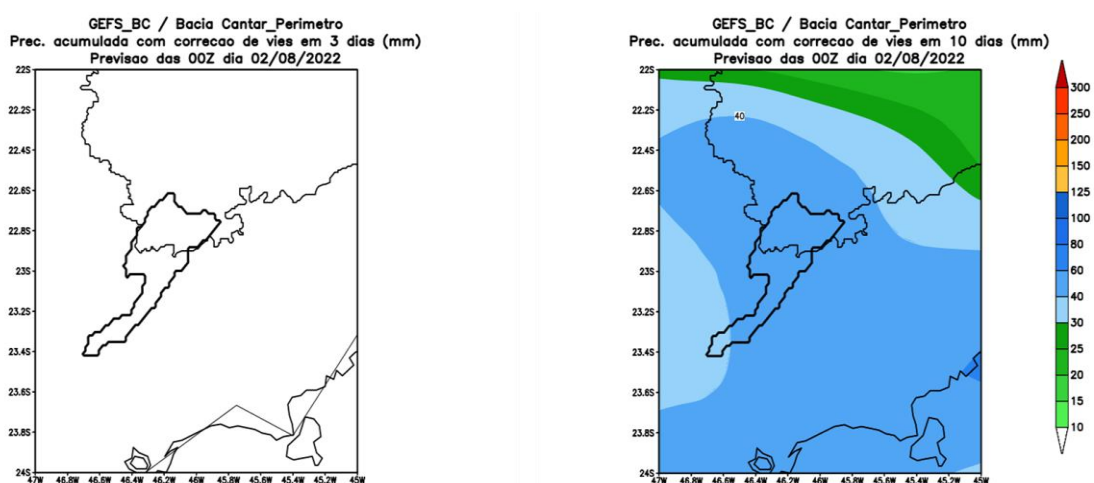 GEFS_BC / Bacia Cantar_Perimetro
Prec. acumulada com correcao de vies em 3 dias (mm)
Previsao das 00Z dia 02/08/2022
22S
22.2S
22.4S
22.6S
22.8S
23S
23.2S
23.4S
23.6S
23.8S
24S
47W 46.8W 46.6W 46.4W 46.2W 46W 45.8W 45.6W 45.4W 45.2W 45W
GEFS_BC / Bacia Cantar_Perimetro
Prec. acumulada com correcao de vies em 10 dias (mm)
Previsao das 00Z dia 02/08/2022
22S
22.2S
22.4S
22.6S
22.8S
23S
23.2S
23.4S
23.6S
23.8S
24S
40
47W 46.8W 46.6W 46.4W 46.2W 46W 45.8W 45.6W 45.4W 45.2W 45W
300
250
200
150
125
100
80
60
40
30
25
20
15
10